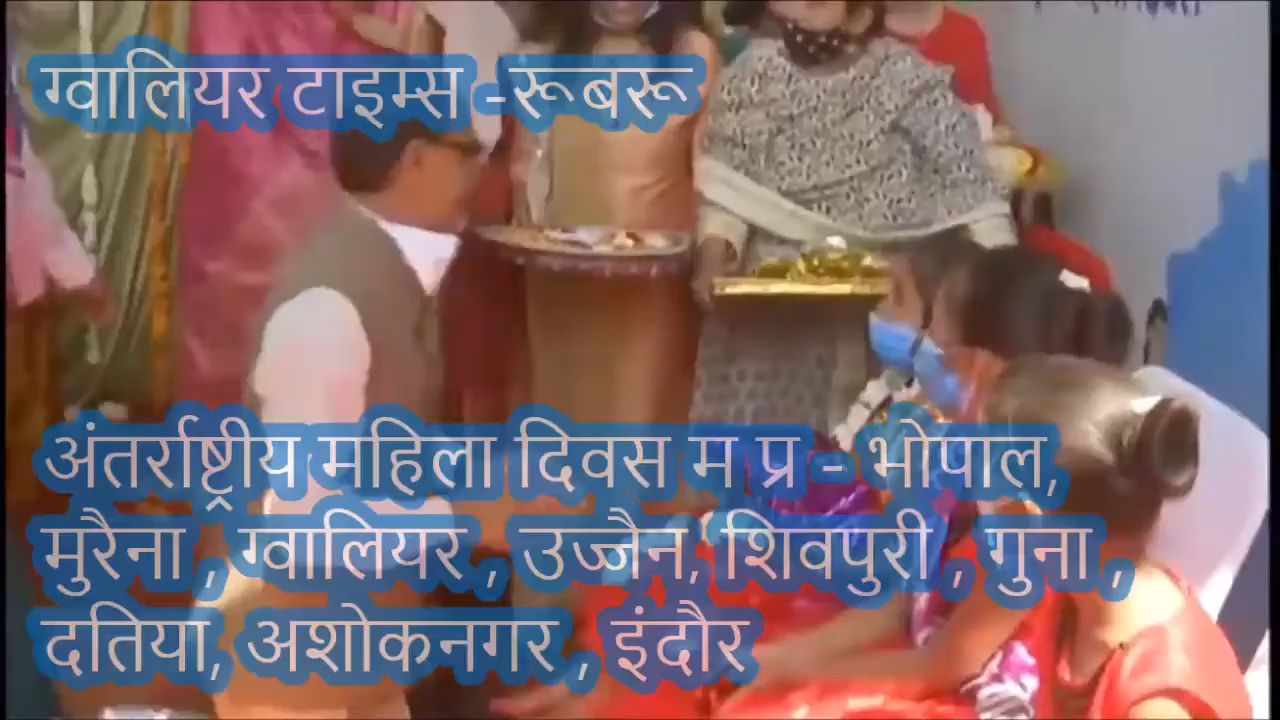 ग्वालियर टाइम्स -रूबरू
अंतर्राष्ट्रीय महिला दिवस म प्र - भोपाल,
मुरैना , ग्वालियर , उज्जैन, शिवपुरी , गुना ,
दतिया, अशोकनगर , इंदौर